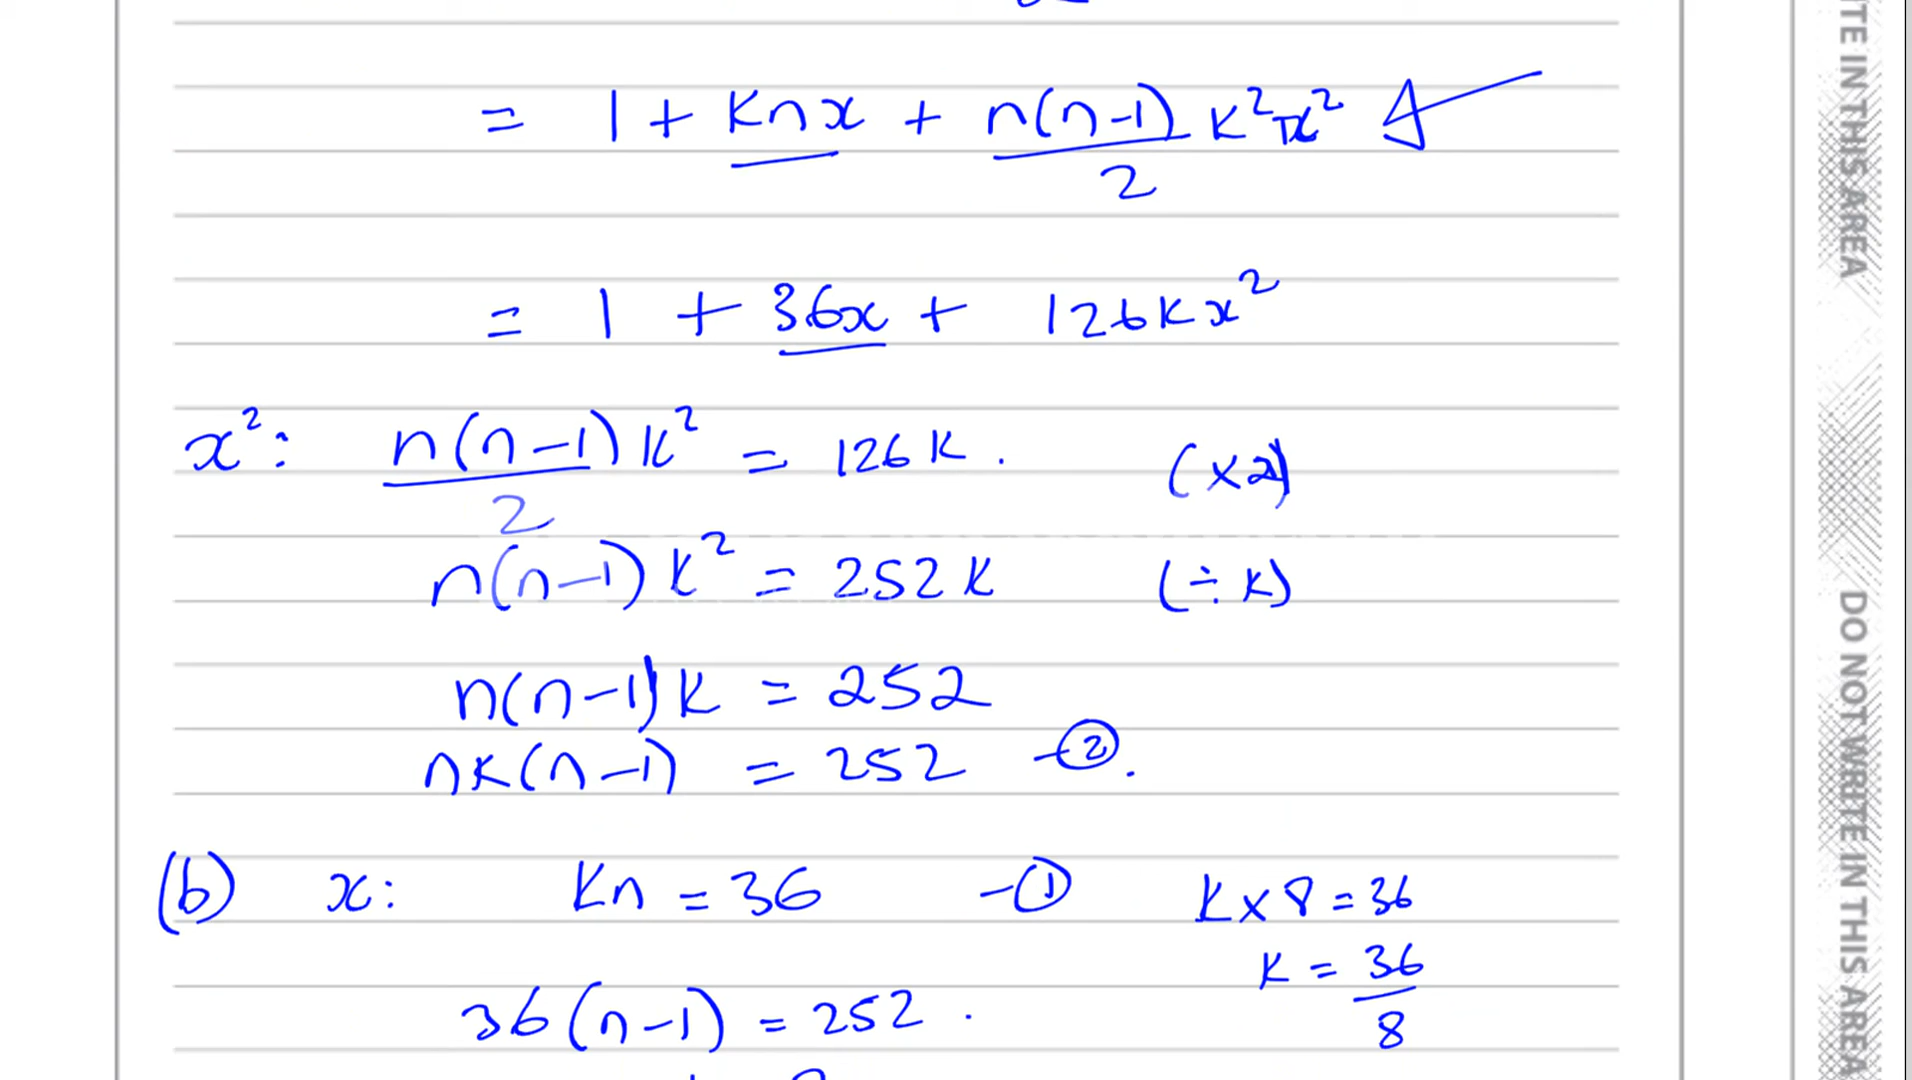 = 1 + knx + n(n-1)/2 k²x²
= 1 + 36x + 126kx²
x²: n(n-1)k²/2 = 126k. (×2)
n(n-1)k² = 252k (÷k)
n(n-1)k = 252
nk(n-1) = 252 -②.
(b) x: kn = 36 -① k×8=36
k = 36/8
36(n-1) = 252.
TE IN THIS AREA
DO NOT WRITE IN THIS AREA